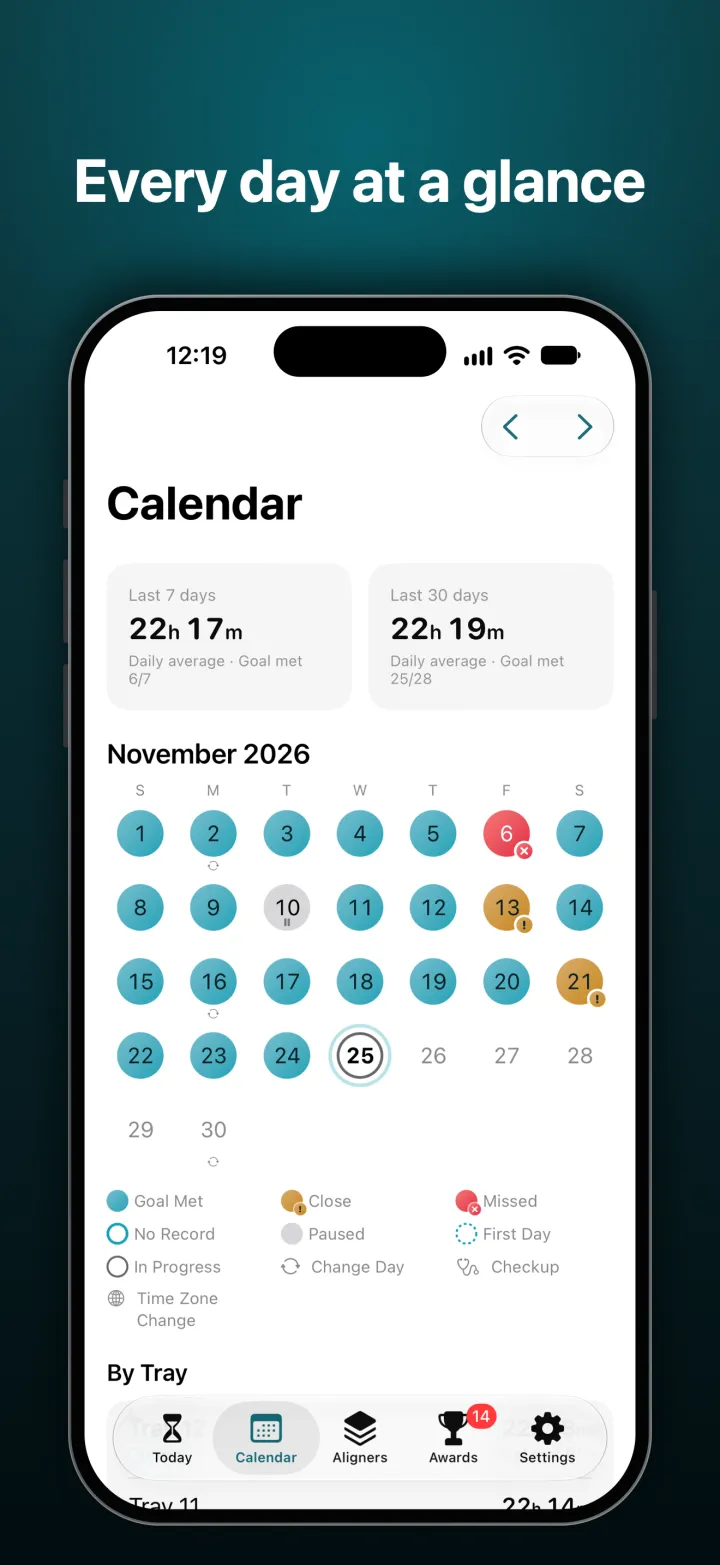 Every day at a glance
12:19
Calendar
Last 7 days
22h 17m
Daily average · Goal met
6/7
Last 30 days
22h 19m
Daily average · Goal met
25/28
November 2026
S M T W T F S
1 2 3 4 5 6 7
8 9 10 11 12 13 14
15 16 17 18 19 20 21
22 23 24 25 26 27 28
29 30
Goal Met
Close
Missed
No Record
Paused
First Day
In Progress
Change Day
Checkup
Time Zone
Change
By Tray
14
Today
Calendar
Aligners
Awards
Settings
Tray 11
22h 14m